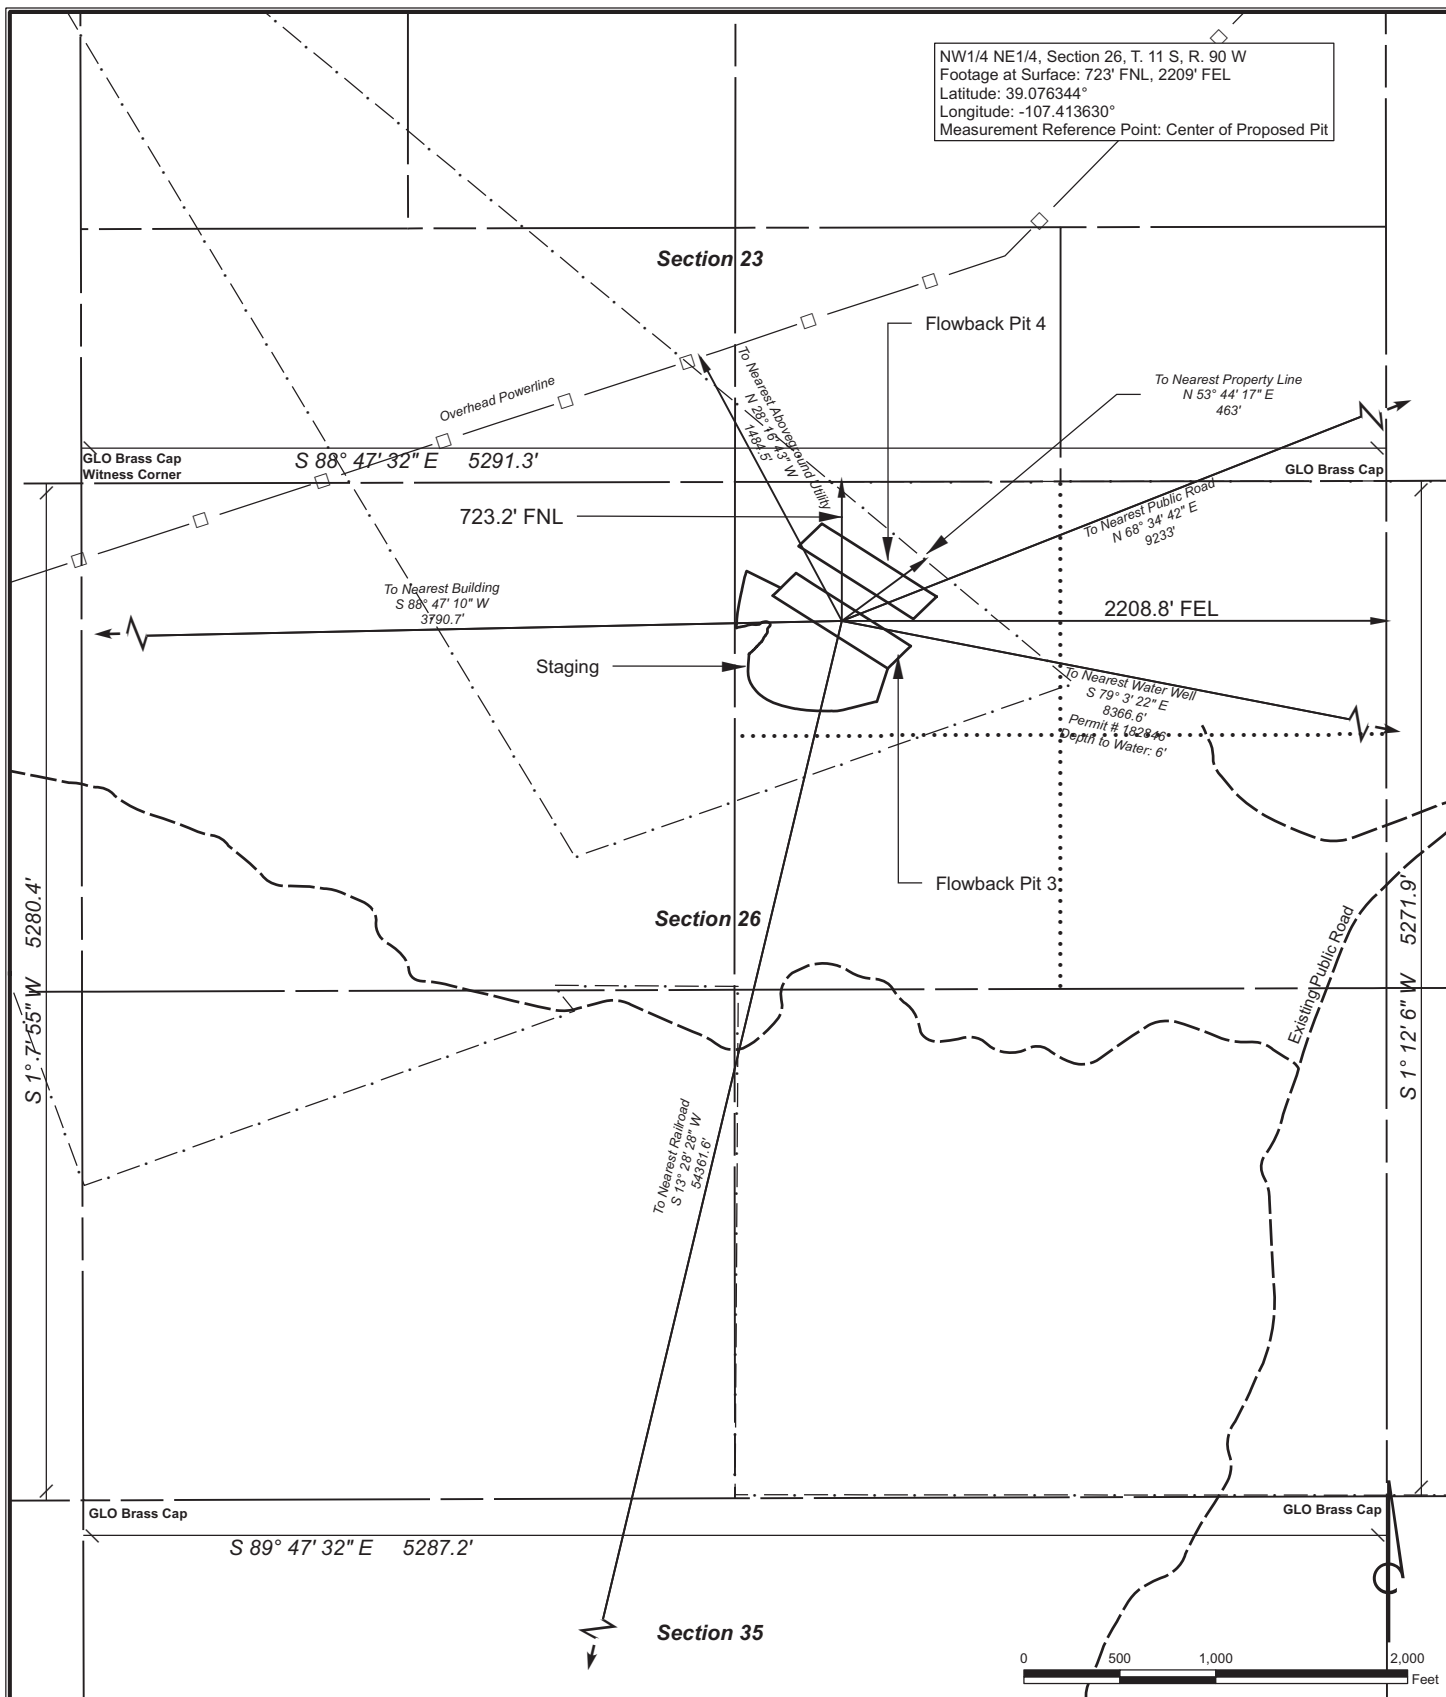 NW1/4 NE1/4, Section 26, T. 11 S, R. 90 W
Footage at Surface: 723' FNL, 2209' FEL
Latitude: 39.076344°
Longitude: -107.413630°
Measurement Reference Point: Center of Proposed Pit
Section 23
Flowback Pit 4
To Nearest Aboveground Utility
N 28° 16' 43" W
1484.5'
To Nearest Property Line
N 53° 44' 17" E
463'
Overhead Powerline
GLO Brass Cap
Witness Corner
S 88° 47' 32" E 5291.3'
GLO Brass Cap
723.2' FNL
To Nearest Public Road
N 68° 34' 42" E
9233'
To Nearest Building
S 88° 47' 10" W
3790.7'
2208.8' FEL
Staging
To Nearest Water Well
S 79° 3' 22" E
8366.6'
Permit # 182846
Depth to Water: 6'
Flowback Pit 3
Section 26
S 1° 7' 55" W 5280.4'
Existing Public Road
S 1° 12' 6" W 5271.9'
To Nearest Railroad
S 13° 28' 28" W
54361.6'
GLO Brass Cap
GLO Brass Cap
S 89° 47' 32" E 5287.2'
Section 35
0 500 1,000 2,000
Feet